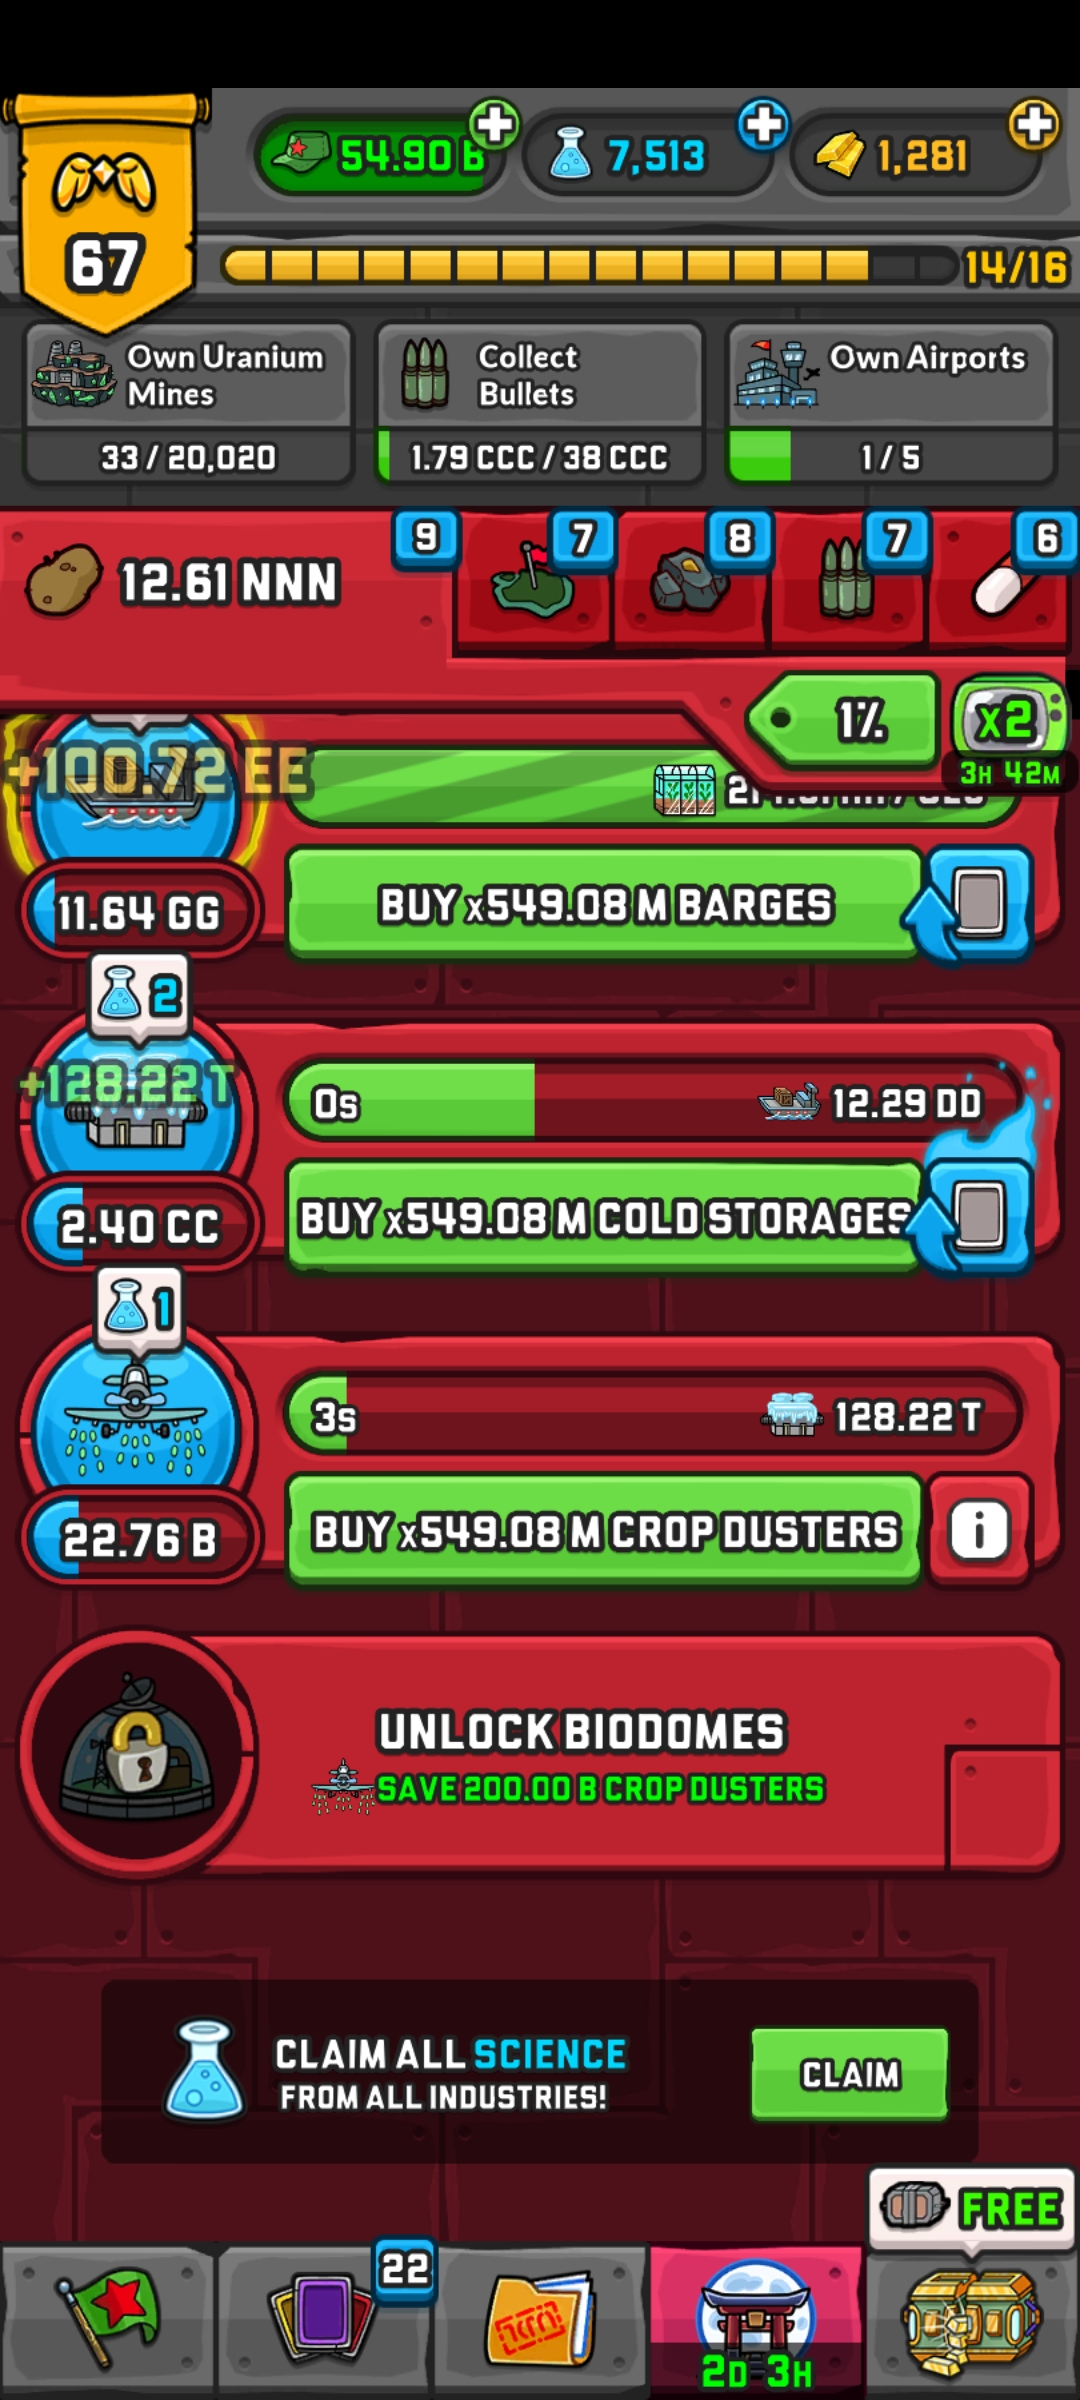 54.90 B
7,513
1,281
67
14/16
Own Uranium
Mines
33 / 20,020
Collect
Bullets
1.79 CCC / 38 CCC
Own Airports
1 / 5
12.61 NNN
9
7
8
7
6
1%
x2
3H 42M
+100.72 EE
11.64 GG
BUY x549.08 M BARGES
2
+128.22 T
0s
12.29 DD
2.40 CC
BUY x549.08 M COLD STORAGES
1
3s
128.22 T
22.76 B
BUY x549.08 M CROP DUSTERS
i
UNLOCK BIODOMES
SAVE 200.00 B CROP DUSTERS
CLAIM ALL SCIENCE
FROM ALL INDUSTRIES!
CLAIM
FREE
22
2D 3H